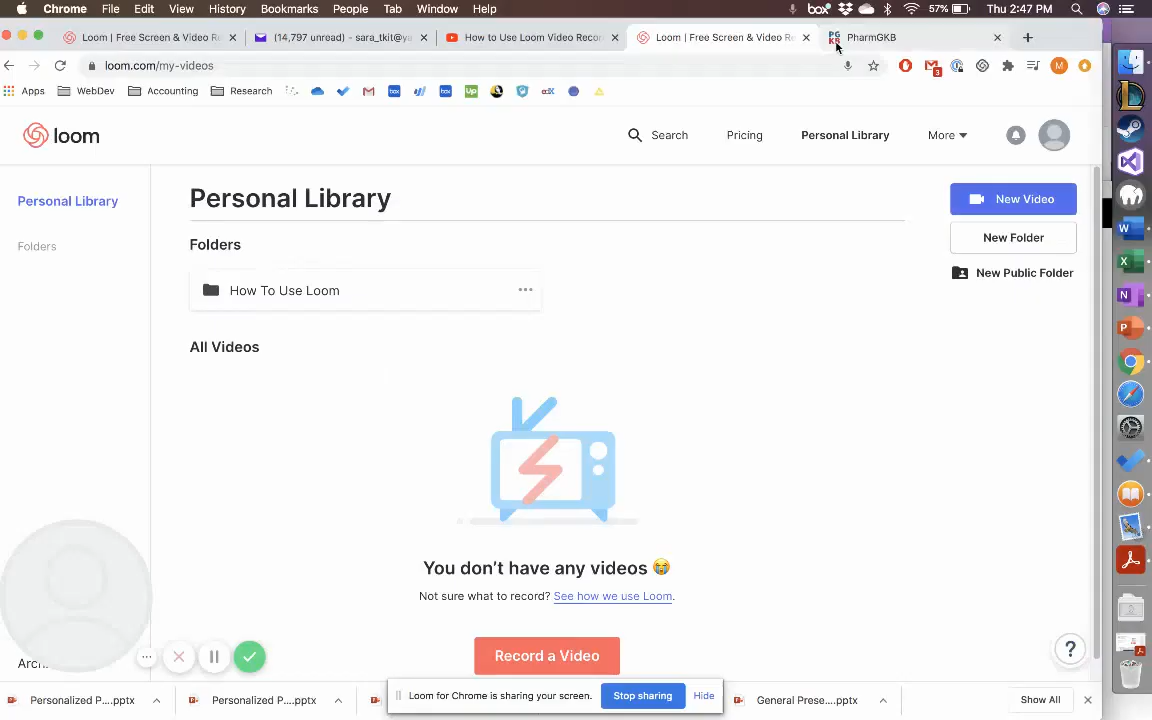 Chrome File Edit View History Bookmarks People Tab Window Help box 57% Thu 2:47 PM
Loom | Free Screen & Video Re (14,797 unread) - sara_tkit@ya How to Use Loom Video Recor Loom | Free Screen & Video Re PharmGKB
loom.com/my-videos
Apps WebDev Accounting Research
loom Search Pricing Personal Library More
Personal Library
Folders
Personal Library
Folders
How To Use Loom
All Videos
New Video
New Folder
New Public Folder
You don't have any videos 😭
Not sure what to record? See how we use Loom.
Record a Video
Loom for Chrome is sharing your screen. Stop sharing Hide
Personalized P....pptx Personalized P....pptx General Prese....pptx Show All